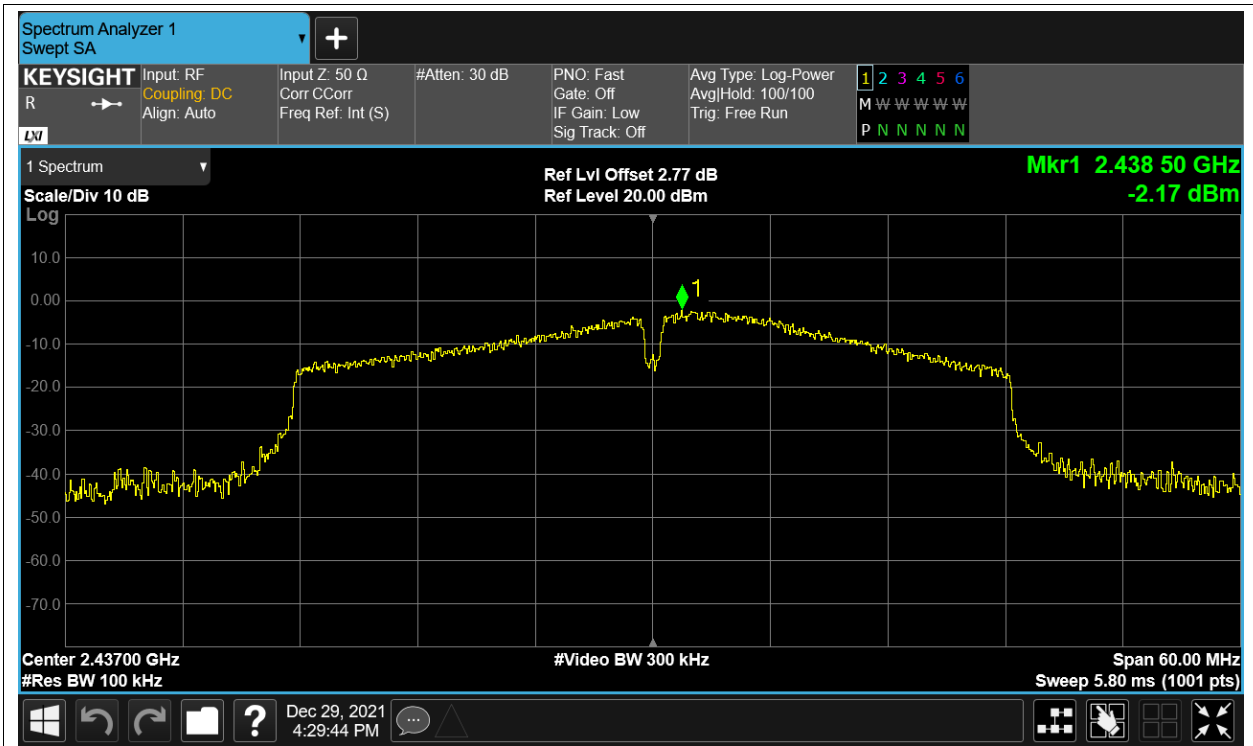 Spectrum Analyzer 1
Swept SA
+
KEYSIGHT
R
LXI
Input: RF
Coupling: DC
Align: Auto
Input Z: 50 Ω
Corr CCorr
Freq Ref: Int (S)
#Atten: 30 dB
PNO: Fast
Gate: Off
IF Gain: Low
Sig Track: Off
Avg Type: Log-Power
Avg|Hold: 100/100
Trig: Free Run
1 2 3 4 5 6
M W W W W W
P N N N N N
1 Spectrum
Scale/Div 10 dB
Ref Lvl Offset 2.77 dB
Ref Level 20.00 dBm
Mkr1 2.438 50 GHz
-2.17 dBm
Log
10.0
0.00
-10.0
-20.0
-30.0
-40.0
-50.0
-60.0
-70.0
1
Center 2.43700 GHz
#Res BW 100 kHz
#Video BW 300 kHz
Span 60.00 MHz
Sweep 5.80 ms (1001 pts)
?
Dec 29, 2021
4:29:44 PM